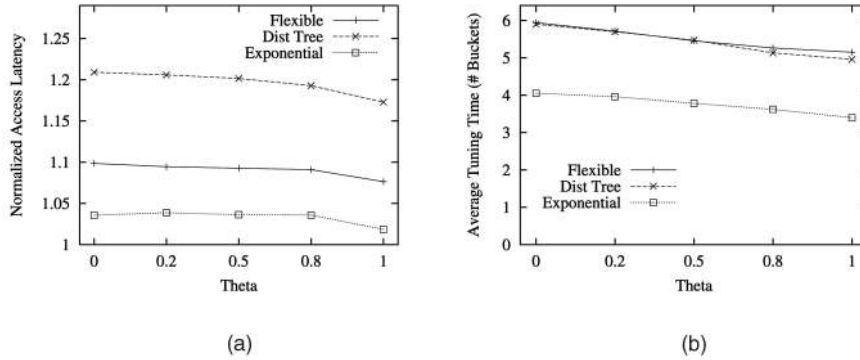 Normalized Access Latency
1.25
1.2
1.15
1.1
1.05
1
Flexible
Dist Tree
Exponential
0 0.2 0.5 0.8 1
Theta
(a)
Average Tuning Time (# Buckets)
6
5
4
3
2
1
0
Flexible
Dist Tree
Exponential
0 0.2 0.5 0.8 1
Theta
(b)